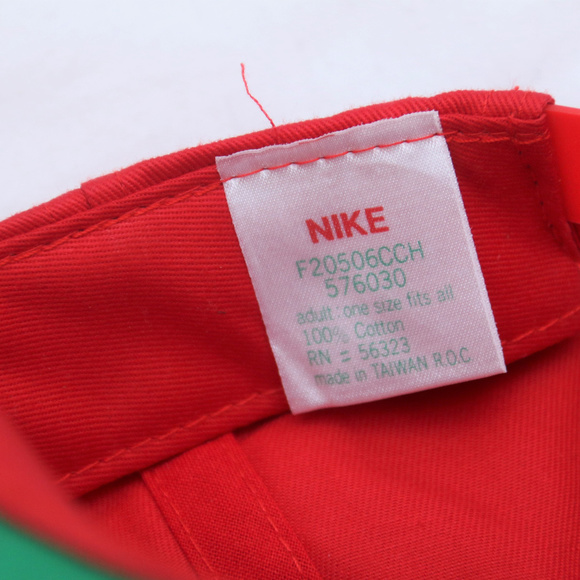 NIKE
F20506CCH
576030
adult: one size fits all
100% Cotton
RN = 56323
made in TAIWAN R.O.C